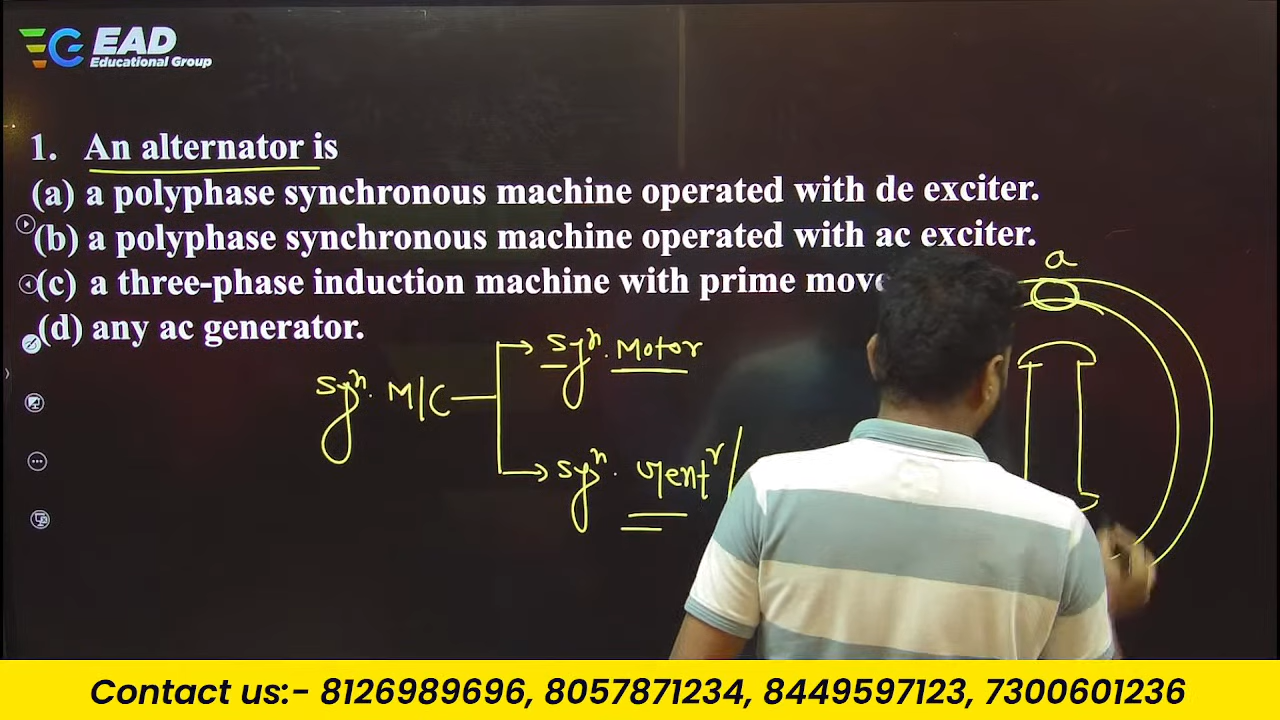 EAD
Educational Group
1. An alternator is
(a) a polyphase synchronous machine operated with de exciter.
(b) a polyphase synchronous machine operated with ac exciter.
(c) a three-phase induction machine with prime move
(d) any ac generator.
a
Syn. Motor
Syn. M/C
Syn. Gentr/
Contact us:- 8126989696, 8057871234, 8449597123, 7300601236